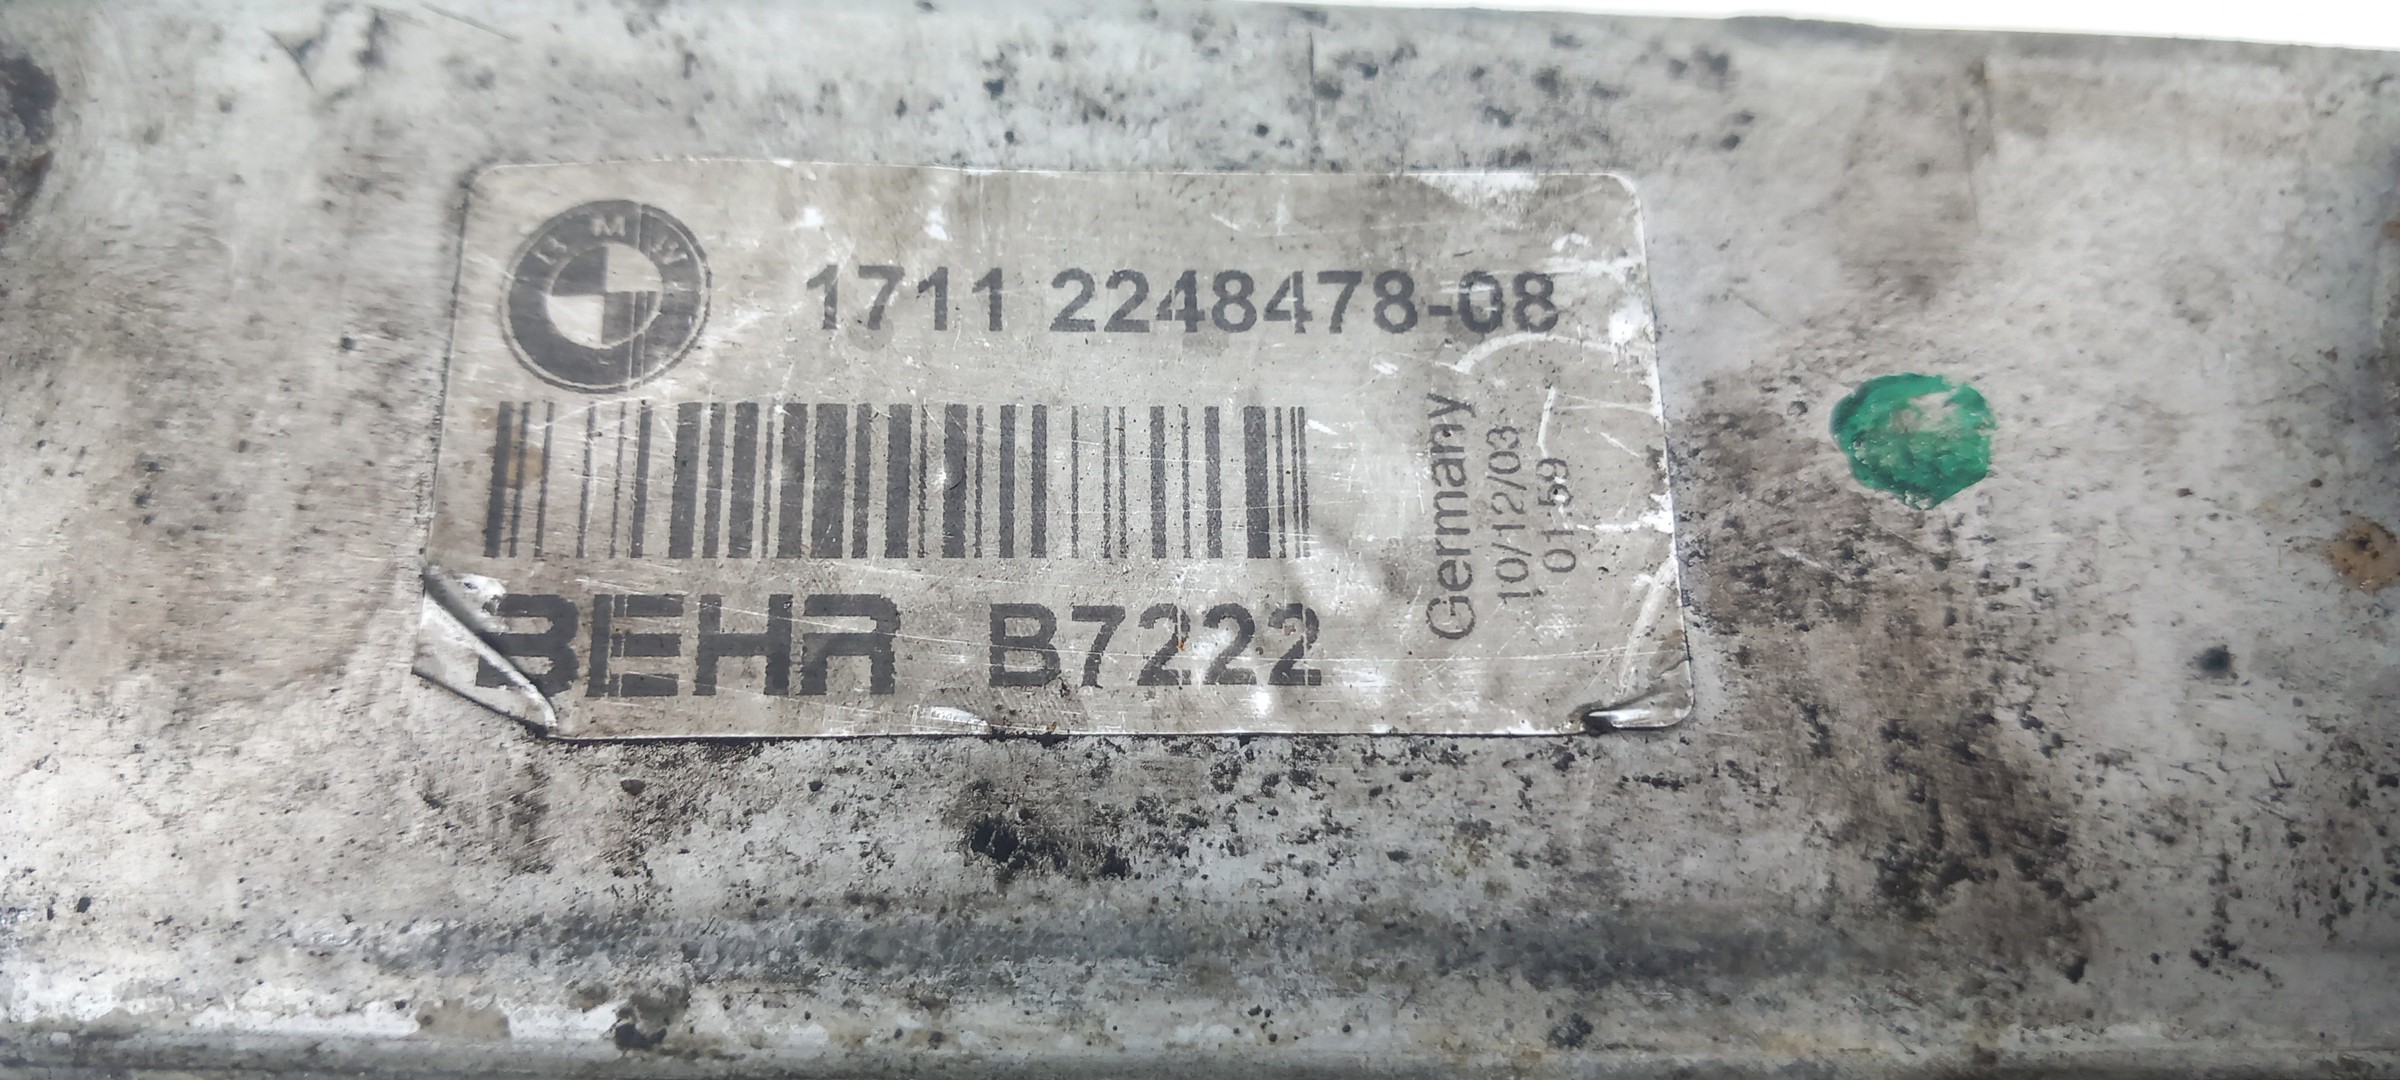 BMW
1711 2248478-08
BEHR B7222
Germany
10/12/03
01:59